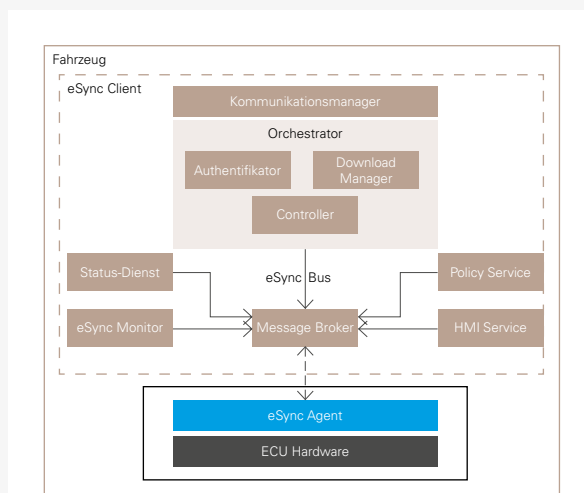 Fahrzeug
eSync Client
Kommunikationsmanager
Orchestrator
Authentifikator
Download
Manager
Controller
eSync Bus
Status-Dienst
Policy Service
eSync Monitor
Message Broker
HMI Service
eSync Agent
ECU Hardware